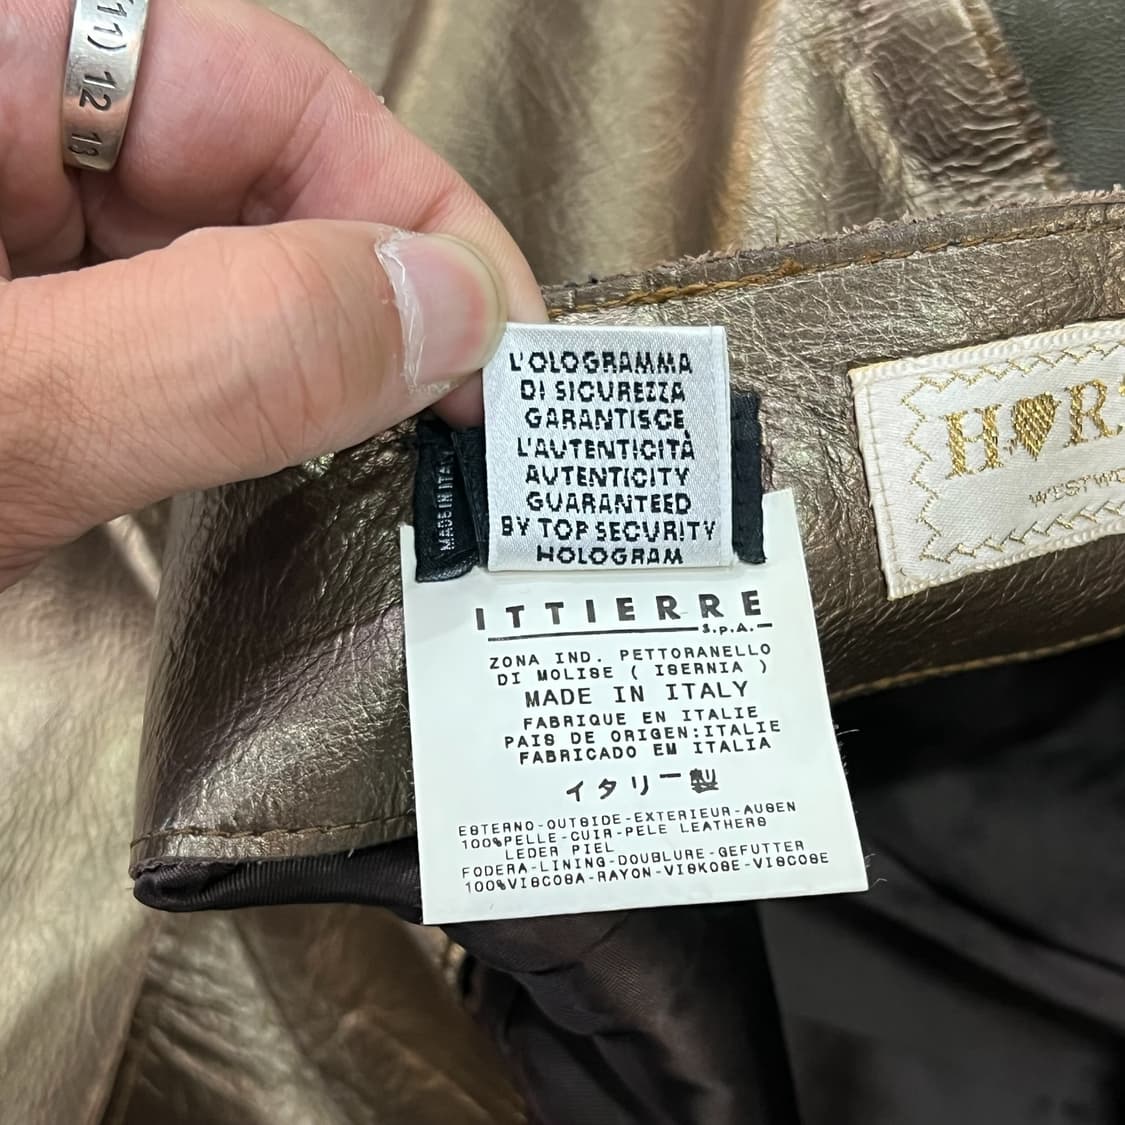 11) 12 13
L'OLOGRAMMA
DI SICUREZZA
GARANTISCE
L'AUTENTICITÀ
AUTENTICITY
GUARANTEED
BY TOP SECURITY
HOLOGRAM
MADE IN ITALY
H♥R
WESTWO
ITTIERRE
S.p.A.
ZONA IND. PETTORANELLO
DI MOLISE ( ISERNIA )
MADE IN ITALY
FABRIQUE EN ITALIE
PAIS DE ORIGEN:ITALIE
FABRICADO EM ITALIA
イタリー製
ESTERNO-OUTSIDE-EXTERIEUR-AUSEN
100%PELLE-CUIR-PELE LEATHERS
LEDER PIEL
FODERA-LINING-DOUBLURE-GEFUTTER
100%VISCOSA-RAYON-VISKOSE-VISCOSE